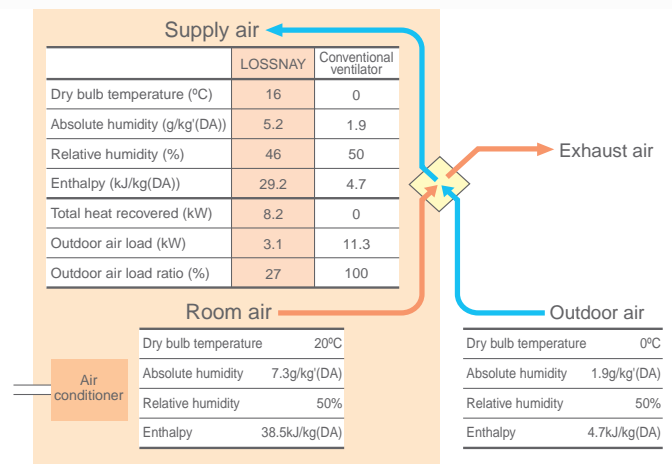 Supply air
LOSSNAY Conventional ventilator
Dry bulb temperature (ºC) 16 0
Absolute humidity (g/kg'(DA)) 5.2 1.9
Relative humidity (%) 46 50
Enthalpy (kJ/kg(DA)) 29.2 4.7
Total heat recovered (kW) 8.2 0
Outdoor air load (kW) 3.1 11.3
Outdoor air load ratio (%) 27 100
Exhaust air
Room air
Dry bulb temperature 20ºC
Absolute humidity 7.3g/kg'(DA)
Relative humidity 50%
Enthalpy 38.5kJ/kg(DA)
Air
conditioner
Outdoor air
Dry bulb temperature 0ºC
Absolute humidity 1.9g/kg'(DA)
Relative humidity 50%
Enthalpy 4.7kJ/kg(DA)